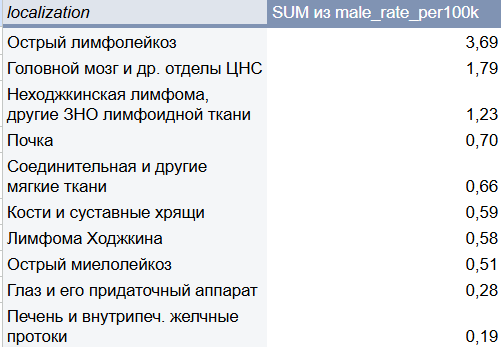 localization SUM из male_rate_per100k
Острый лимфолейкоз 3,69
Головной мозг и др. отделы ЦНС 1,79
Неходжкинская лимфома,
другие ЗНО лимфоидной ткани 1,23
Почка 0,70
Соединительная и другие
мягкие ткани 0,66
Кости и суставные хрящи 0,59
Лимфома Ходжкина 0,58
Острый миелолейкоз 0,51
Глаз и его придаточный аппарат 0,28
Печень и внутрипеч. желчные
протоки 0,19